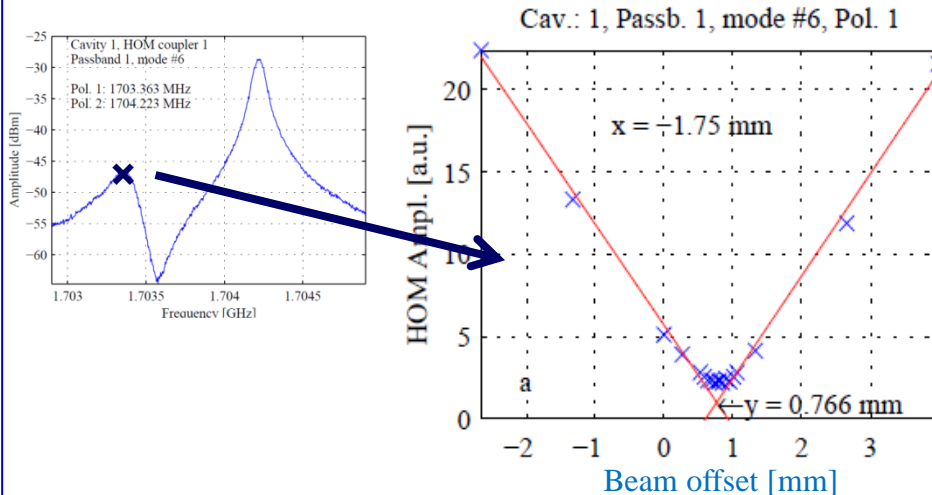 Cav.: 1, Passb. 1, mode #6, Pol. 1
−25
−30
−35
−40
−45
−50
−55
−60
Amplitude [dBm]
Cavity 1, HOM coupler 1
Passband 1, mode #6
Pol. 1: 1703.363 MHz
Pol. 2: 1704.223 MHz
1.703 1.7035 1.704 1.7045
Frequency [GHz]
20
15
10
5
0
HOM Ampl. [a.u.]
x = −1.75 mm
a
←y = 0.766 mm
−2 −1 0 1 2 3
Beam offset [mm]